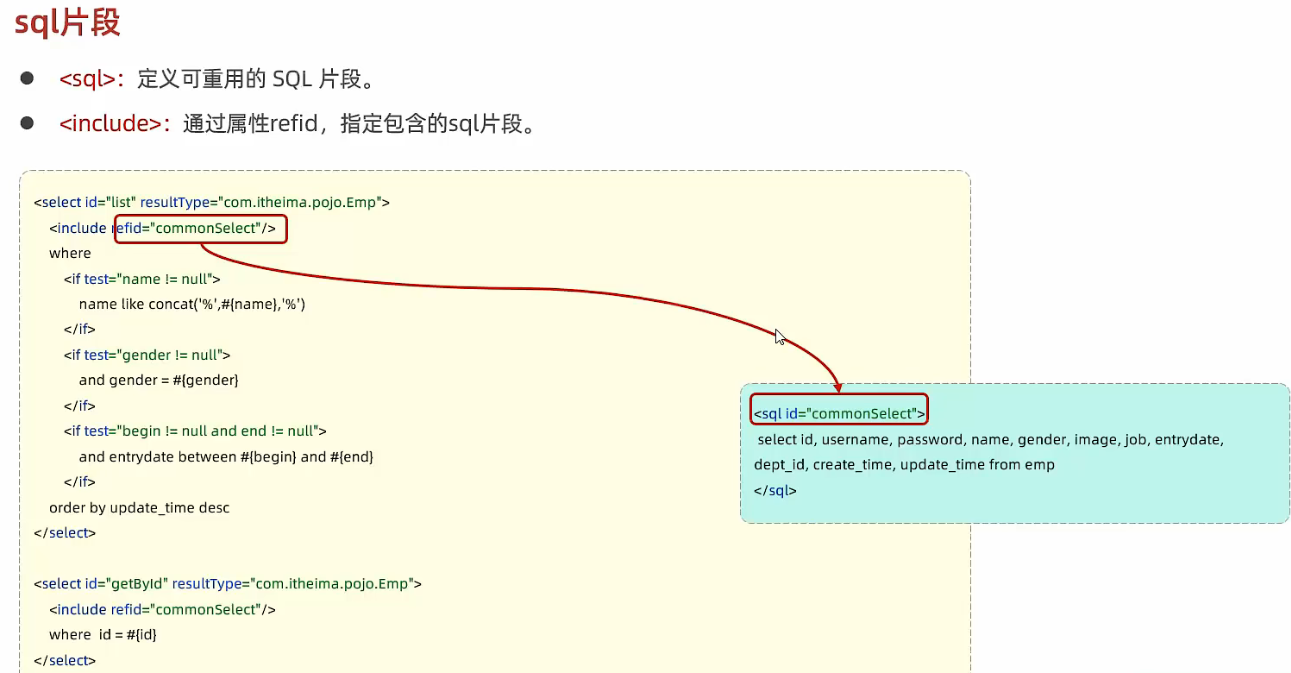 sql片段
● <sql>：定义可重用的 SQL 片段。
● <include>：通过属性refid，指定包含的sql片段。
<select id="list" resultType="com.itheima.pojo.Emp">
<include refid="commonSelect"/>
where
<if test="name != null">
name like concat('%',#{name},'%')
</if>
<if test="gender != null">
and gender = #{gender}
</if>
<if test="begin != null and end != null">
and entrydate between #{begin} and #{end}
</if>
order by update_time desc
</select>
<select id="getById" resultType="com.itheima.pojo.Emp">
<include refid="commonSelect"/>
where  id = #{id}
</select>
<sql id="commonSelect">
select id, username, password, name, gender, image, job, entrydate,
dept_id, create_time, update_time from emp
</sql>